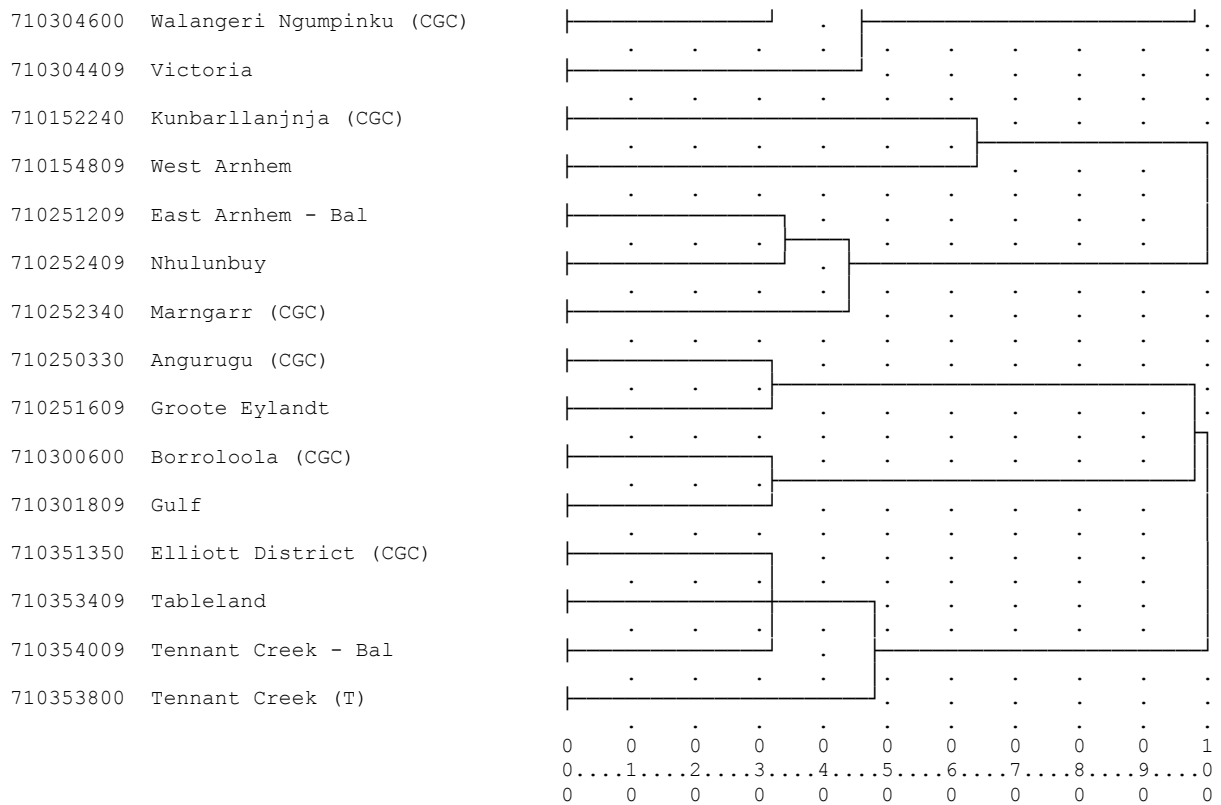 710304600 Walangeri Ngumpinku (CGC)
710304409 Victoria
710152240 Kunbarllanjnja (CGC)
710154809 West Arnhem
710251209 East Arnhem - Bal
710252409 Nhulunbuy
710252340 Marngarr (CGC)
710250330 Angurugu (CGC)
710251609 Groote Eylandt
710300600 Borroloola (CGC)
710301809 Gulf
710351350 Elliott District (CGC)
710353409 Tableland
710354009 Tennant Creek - Bal
710353800 Tennant Creek (T)
0 0 0 0 0 0 0 0 0 0 1
0....1....2....3....4....5....6....7....8....9....0
0 0 0 0 0 0 0 0 0 0 0